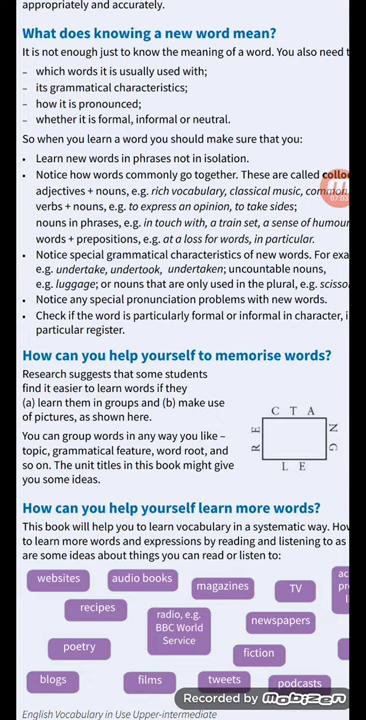 appropriately and accurately.
What does knowing a new word mean?
It is not enough just to know the meaning of a word. You also need
– which words it is usually used with;
– its grammatical characteristics;
– how it is pronounced;
– whether it is formal, informal or neutral.
So when you learn a word you should make sure that you:
• Learn new words in phrases not in isolation.
• Notice how words commonly go together. These are called
adjectives + nouns, e.g. rich vocabulary, classical music,
verbs + nouns, e.g. to express an opinion, to take sides;
07:03
nouns in phrases, e.g. in touch with, a train set, a sense of humour
words + prepositions, e.g. at a loss for words, in particular.
• Notice special grammatical characteristics of new words. For
e.g. undertake, undertook, undertaken; uncountable nouns,
e.g. luggage; or nouns that are only used in the plural, e.g.
• Notice any special pronunciation problems with new words.
• Check if the word is particularly formal or informal in character,
particular register.
How can you help yourself to memorise words?
Research suggests that some students
find it easier to learn words if they
(a) learn them in groups and (b) make use
of pictures, as shown here.
You can group words in any way you like –
topic, grammatical feature, word root, and
so on. The unit titles in this book might give
you some ideas.
R E C T A N G L E
How can you help yourself learn more words?
This book will help you to learn vocabulary in a systematic way.
to learn more words and expressions by reading and listening to as
are some ideas about things you can read or listen to:
websites
audio books
magazines
TV
recipes
radio, e.g.
BBC World
Service
newspapers
poetry
fiction
blogs
films
tweets
podcasts
Recorded by mobizen
English Vocabulary in Use Upper-intermediate